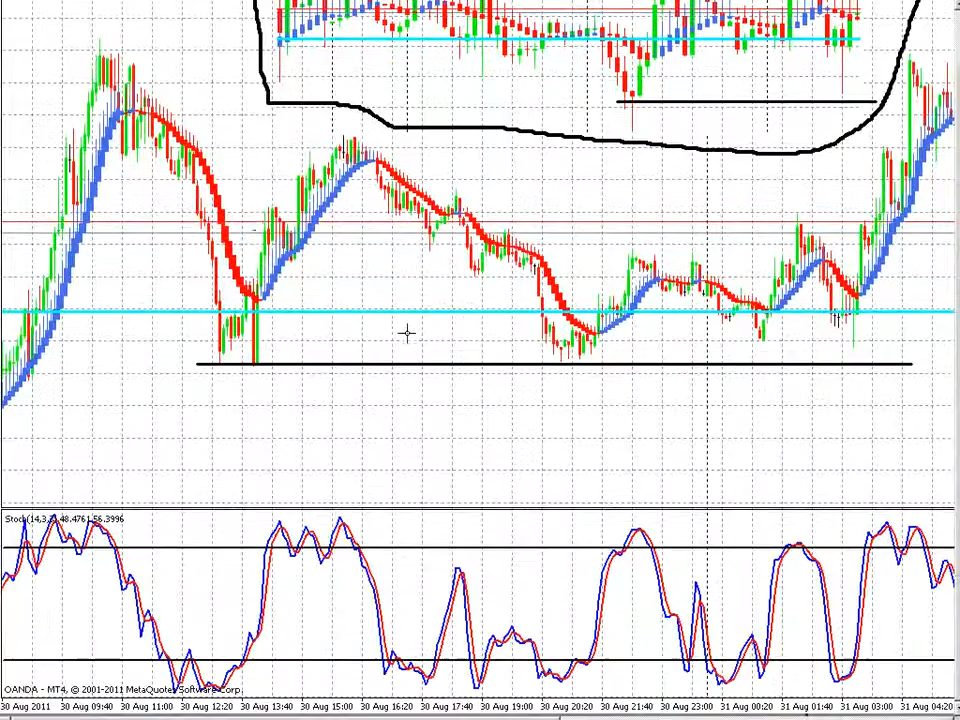 Stoch(14,3,3) 48.4761 56.3996
OANDA - MT4, © 2001-2011 MetaQuotes Software Corp.
30 Aug 2011 30 Aug 09:40 30 Aug 11:00 30 Aug 12:20 30 Aug 13:40 30 Aug 15:00 30 Aug 16:20 30 Aug 17:40 30 Aug 19:00 30 Aug 20:20 30 Aug 21:40 30 Aug 23:00 31 Aug 00:20 31 Aug 01:40 31 Aug 03:00 31 Aug 04:20